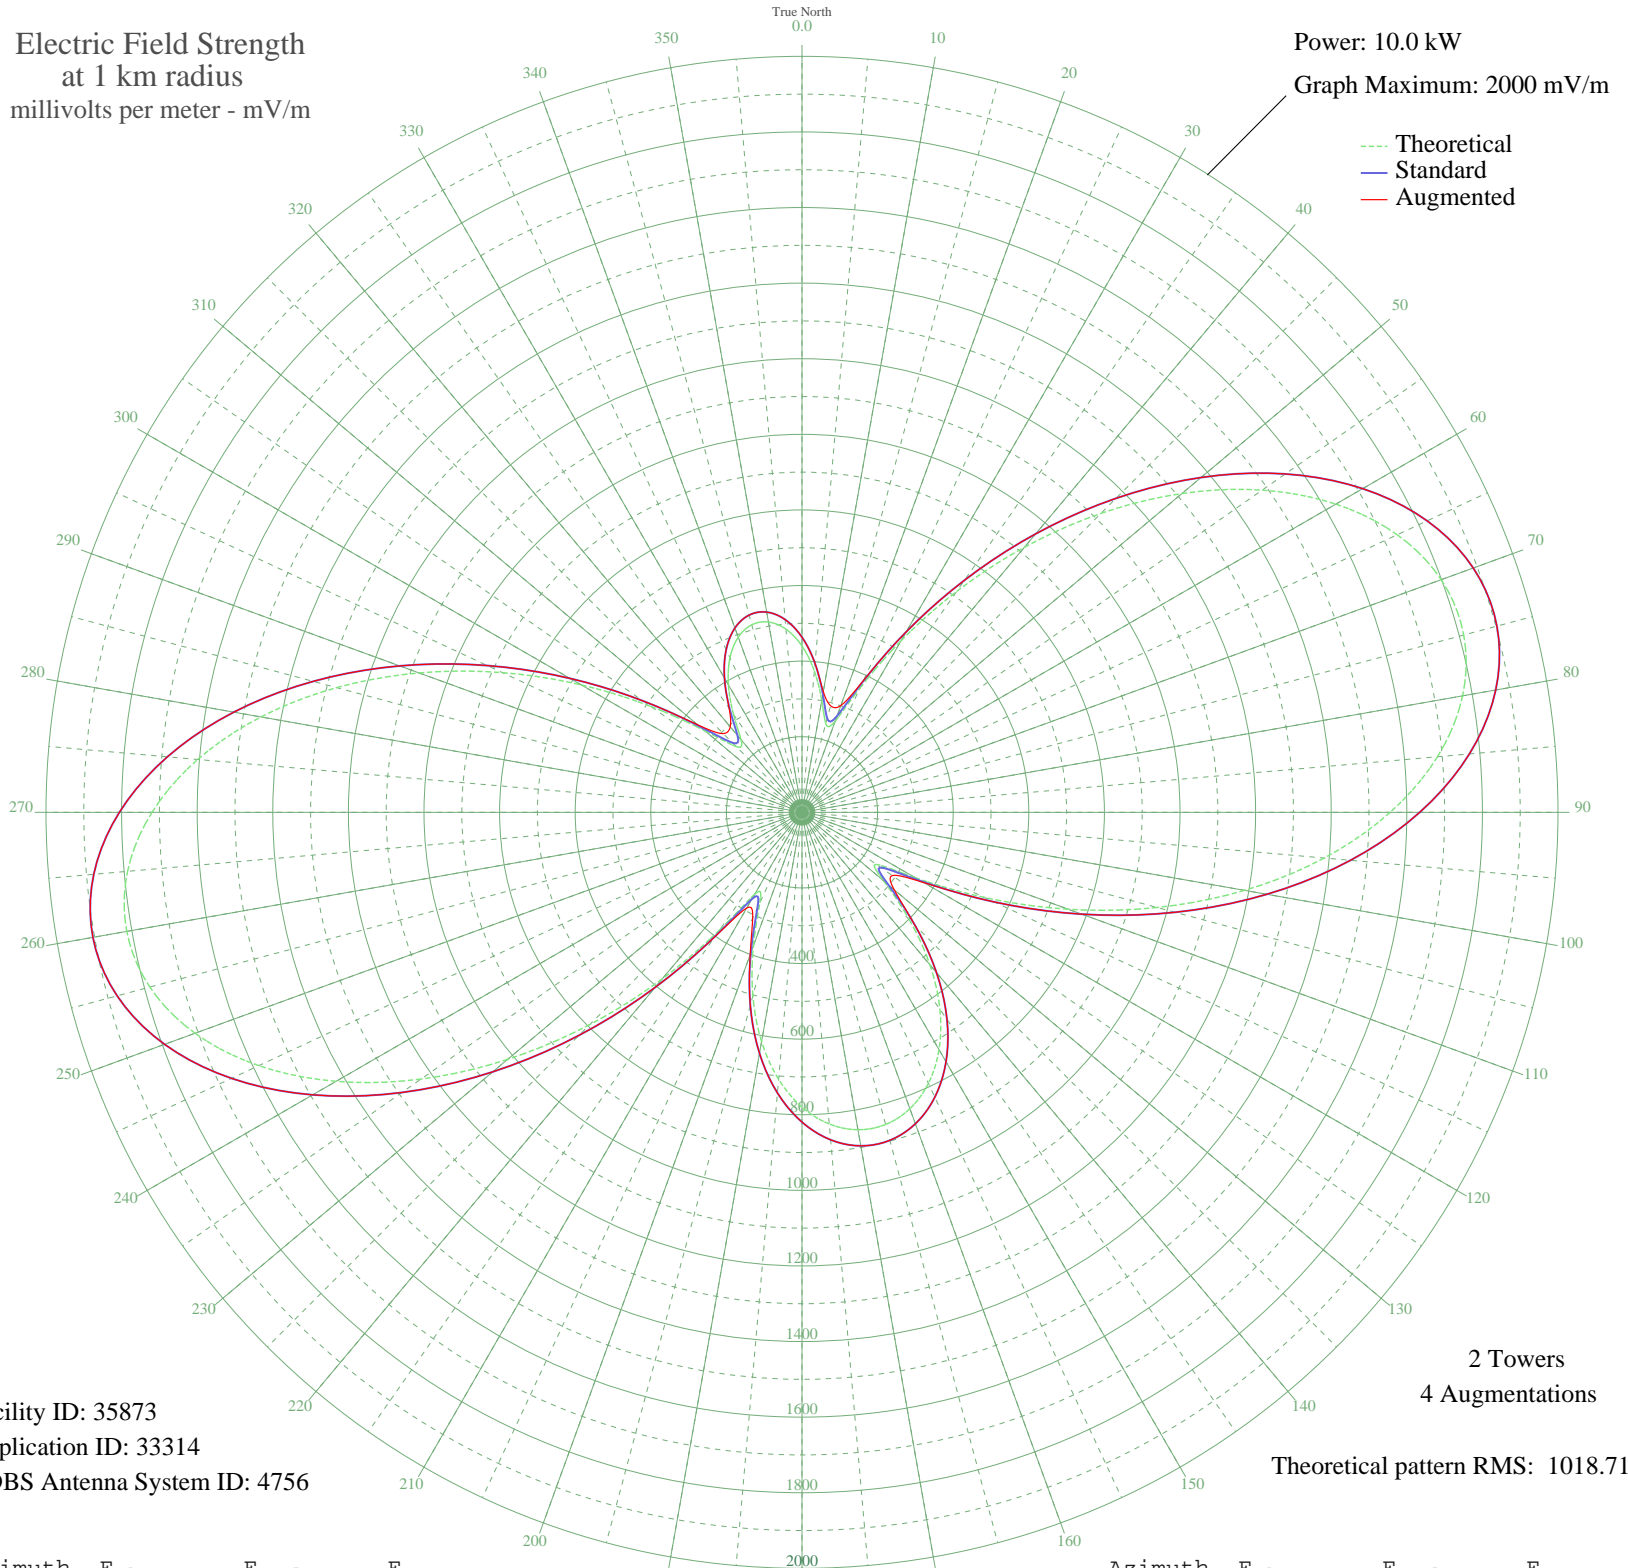 True North
0.0
Electric Field Strength
at 1 km radius
millivolts per meter - mV/m
Power: 10.0 kW
Graph Maximum: 2000 mV/m
Theoretical
Standard
Augmented
10
20
30
40
50
60
70
80
90
100
110
120
130
140
150
160
200
210
220
230
240
250
260
270
280
290
300
310
320
330
340
350
400
600
800
1000
1200
1400
1600
1800
2000
2 Towers
4 Augmentations
Theoretical pattern RMS: 1018.71
cility ID: 35873
plication ID: 33314
DBS Antenna System ID: 4756